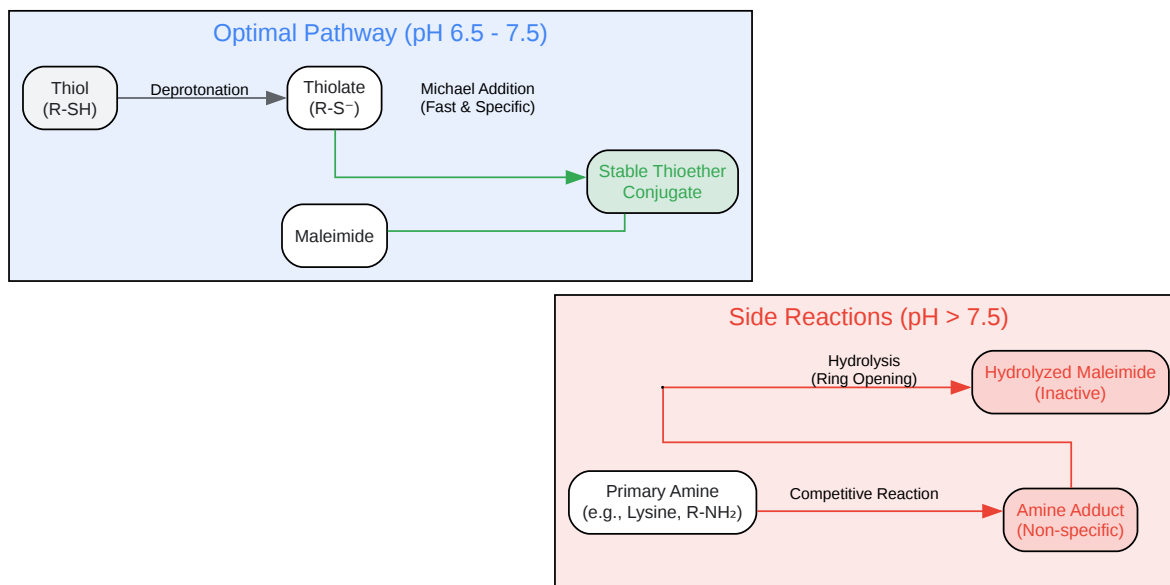 Optimal Pathway (pH 6.5 - 7.5)
Thiol
(R-SH)
Deprotonation
Thiolate
(R-S⁻)
Michael Addition
(Fast & Specific)
Stable Thioether
Conjugate
Maleimide
Side Reactions (pH > 7.5)
Hydrolysis
(Ring Opening)
Hydrolyzed Maleimide
(Inactive)
Primary Amine
(e.g., Lysine, R-NH₂)
Competitive Reaction
Amine Adduct
(Non-specific)